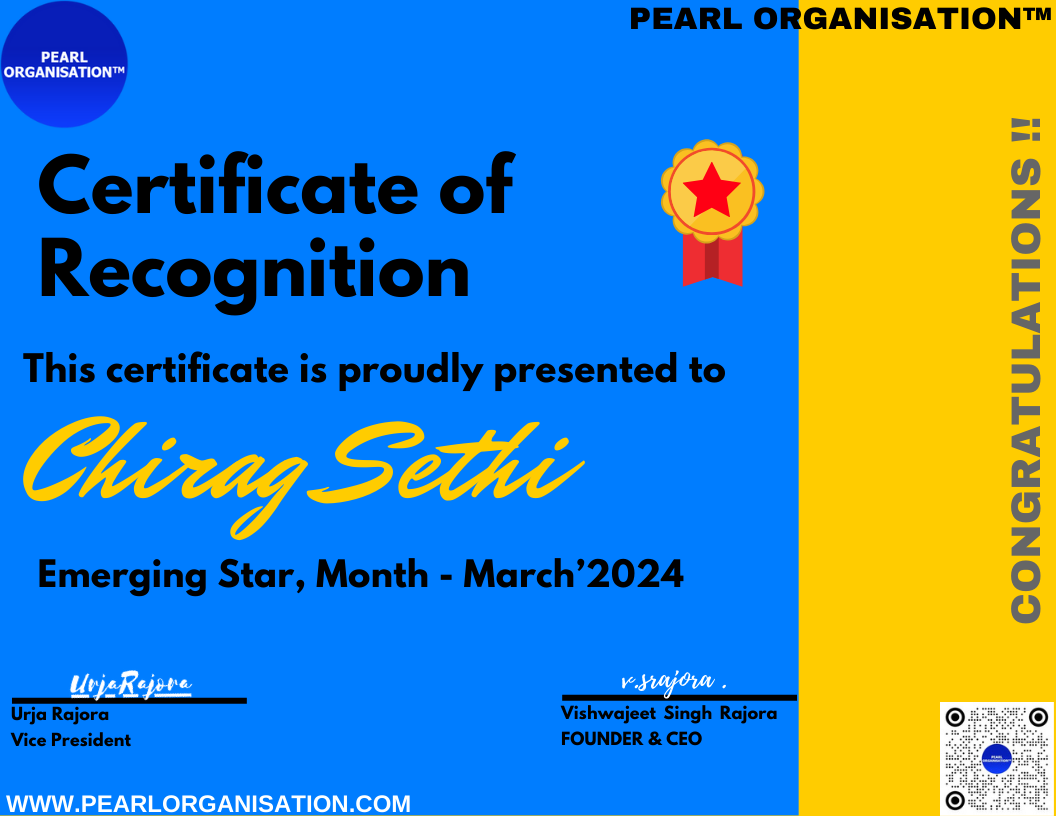 PEARL ORGANISATION™
PEARL
ORGANISATION™
Certificate of
Recognition
This certificate is proudly presented to
Chirag Sethi
Emerging Star, Month - March’2024
CONGRATULATIONS !!
UrjaRajora
Urja Rajora
Vice President
v.srajora .
Vishwajeet Singh Rajora
FOUNDER & CEO
PEARL
ORGANISATION™
WWW.PEARLORGANISATION.COM